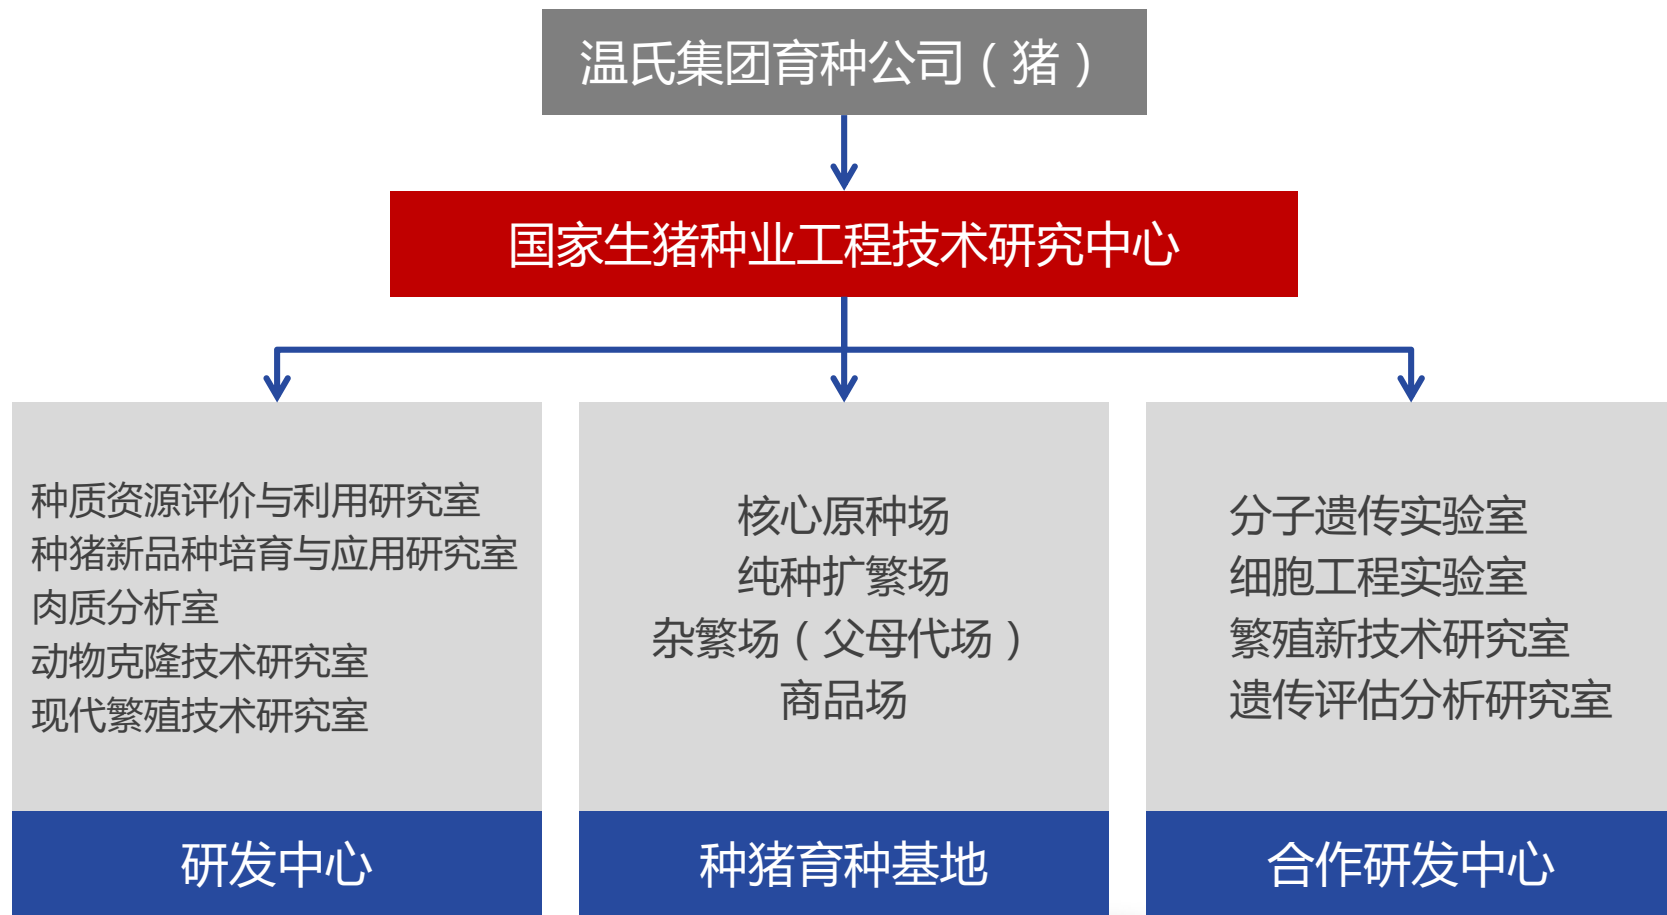 温氏集团育种公司（猪）
国家生猪种业工程技术研究中心
种质资源评价与利用研究室
种猪新品种培育与应用研究室
肉质分析室
动物克隆技术研究室
现代繁殖技术研究室
研发中心
核心原种场
纯种扩繁场
杂繁场（父母代场）
商品场
种猪育种基地
分子遗传实验室
细胞工程实验室
繁殖新技术研究室
遗传评估分析研究室
合作研发中心